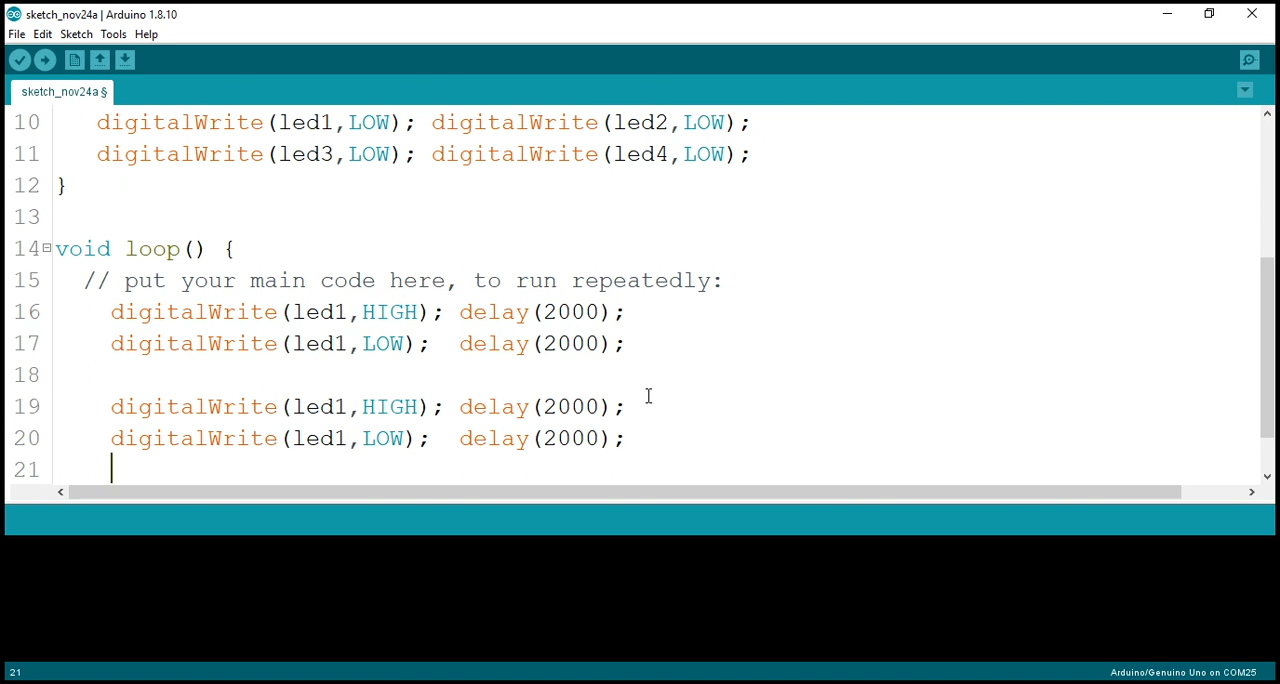 sketch_nov24a | Arduino 1.8.10
File Edit Sketch Tools Help
sketch_nov24a §
10 digitalWrite(led1,LOW); digitalWrite(led2,LOW);
11 digitalWrite(led3,LOW); digitalWrite(led4,LOW);
12 }
13
14 void loop() {
15 // put your main code here, to run repeatedly:
16 digitalWrite(led1,HIGH); delay(2000);
17 digitalWrite(led1,LOW); delay(2000);
18
19 digitalWrite(led1,HIGH); delay(2000);
20 digitalWrite(led1,LOW); delay(2000);
21
21 Arduino/Genuino Uno on COM25